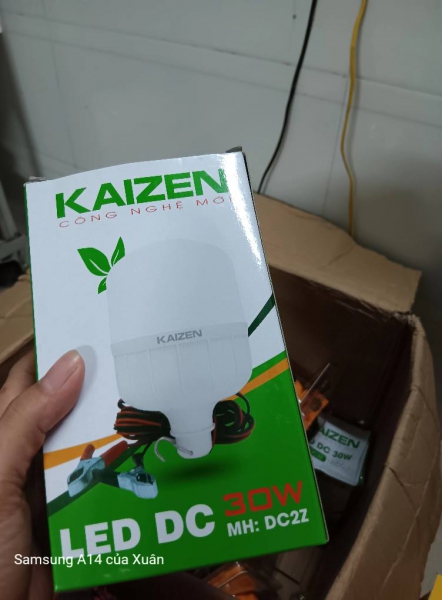 KAIZEN
CÔNG NGHỆ MỚI
KAIZEN
LED DC 30W
MH: DC2Z
KAIZEN
DC 30W
Samsung A14 của Xuân